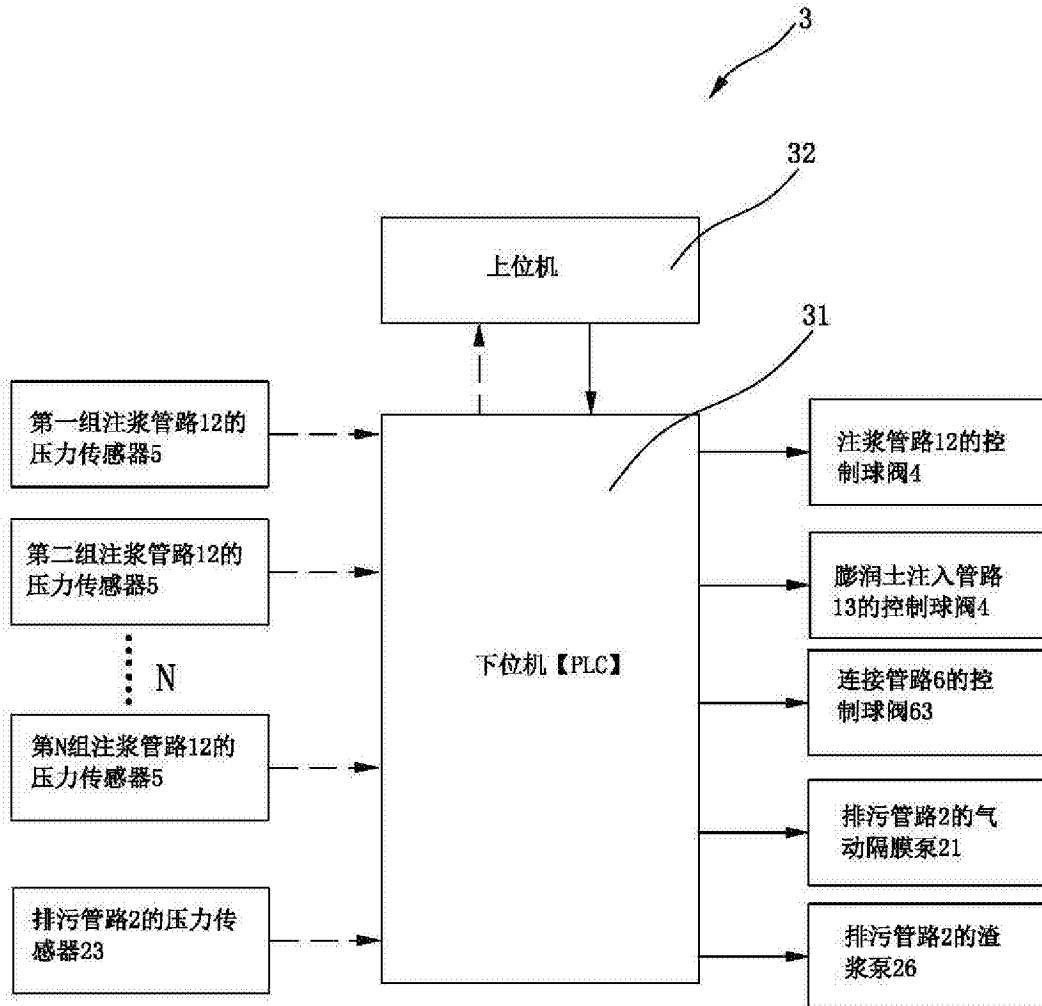 3
32
上位机
31
第一组注浆管路12的
压力传感器5
第二组注浆管路12的
压力传感器5
N
第N组注浆管路12的
压力传感器5
排污管路2的压力传
感器23
下位机【PLC】
注浆管路12的控
制球阀4
膨润土注入管路
13的控制球阀4
连接管路6的控
制球阀63
排污管路2的气
动隔膜泵21
排污管路2的渣
浆泵26